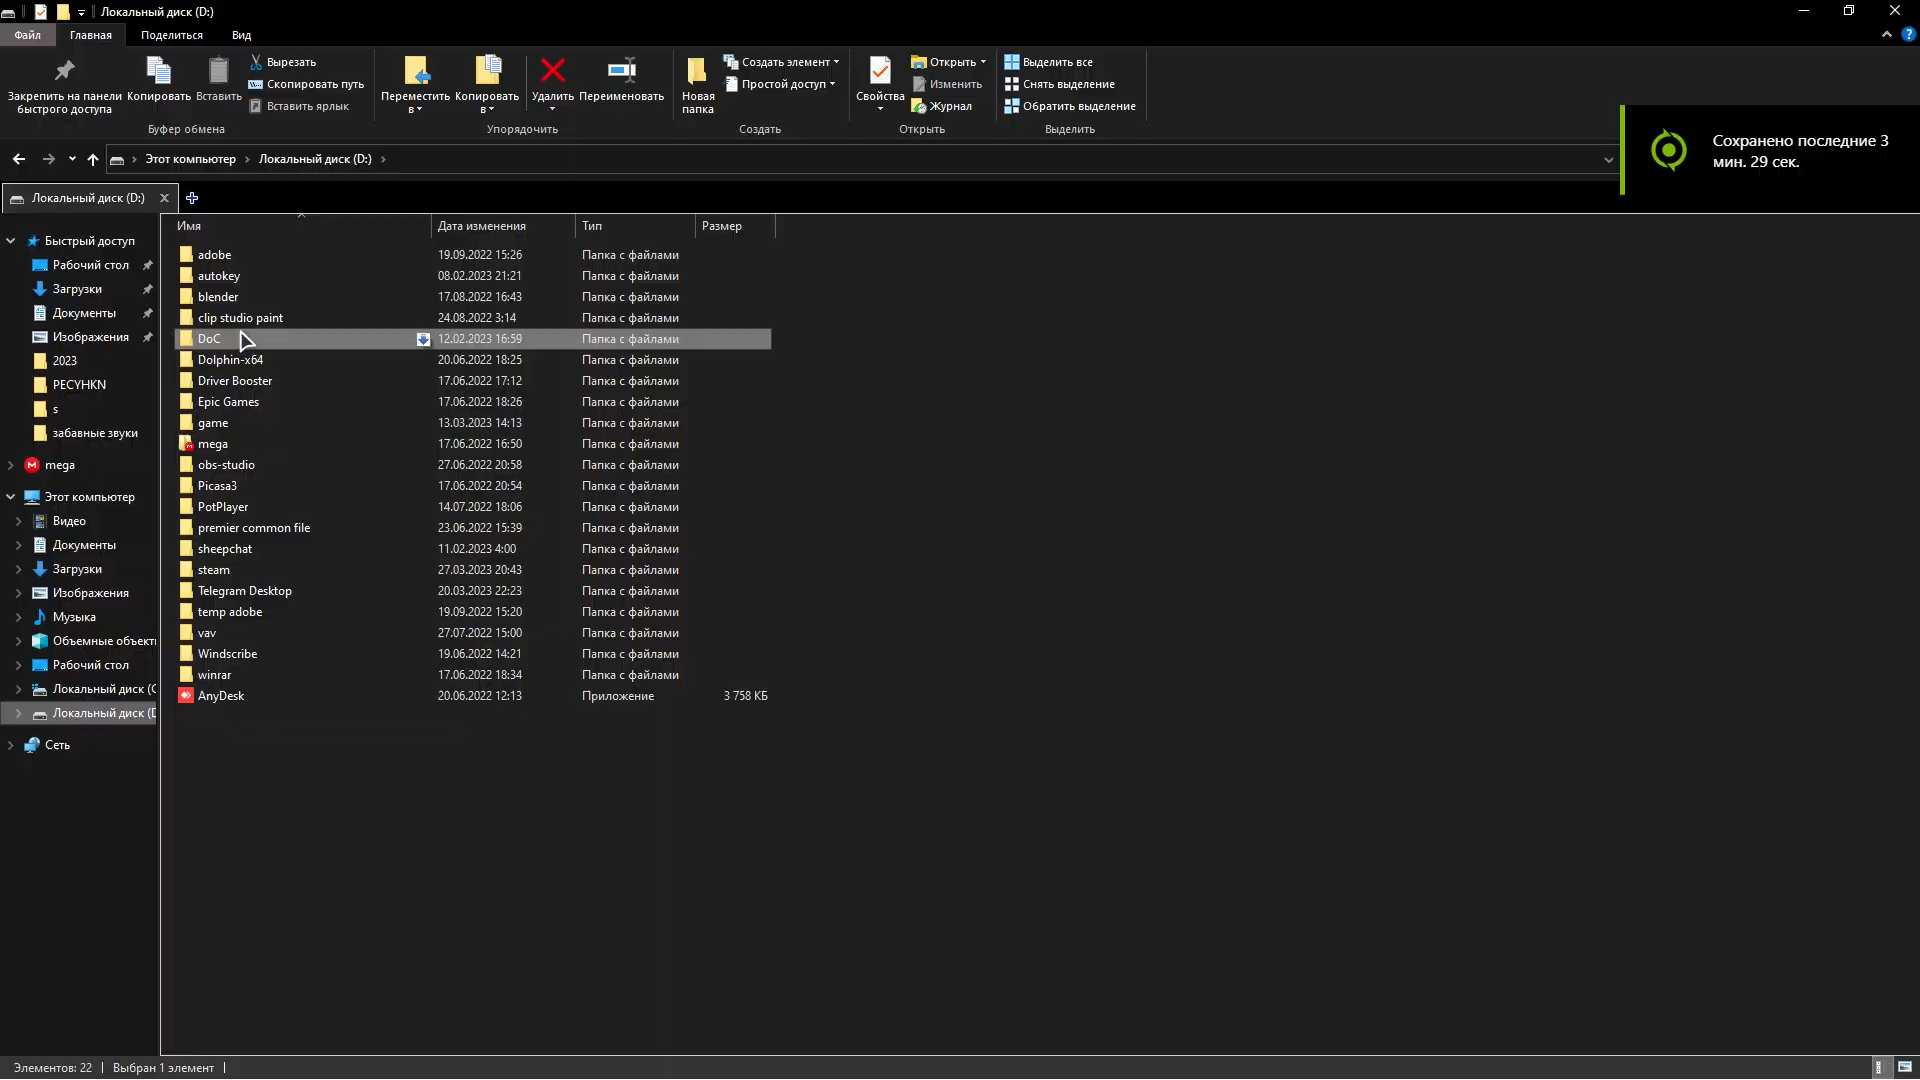 Локальный диск (D:)
Файл
Главная
Поделиться
Вид
?
Закрепить на панели
быстрого доступа
Копировать
Вставить
Вырезать
Скопировать путь
Вставить ярлык
Буфер обмена
Переместить
в
Копировать
в
Удалить
Переименовать
Упорядочить
Новая
папка
Создать элемент
Простой доступ
Создать
Свойства
Открыть
Изменить
Журнал
Открыть
Выделить все
Снять выделение
Обратить выделение
Выделить
Этот компьютер
Локальный диск (D:)
Сохранено последние 3
мин. 29 сек.
Локальный диск (D:)
Быстрый доступ
Рабочий стол
Загрузки
Документы
Изображения
2023
РЕСУНКN
s
забавные звуки
mega
Этот компьютер
Видео
Документы
Загрузки
Изображения
Музыка
Объемные объект
Рабочий стол
Локальный диск (C
Локальный диск (D
Сеть
Имя Дата изменения Тип Размер
adobe 19.09.2022 15:26 Папка с файлами
autokey 08.02.2023 21:21 Папка с файлами
blender 17.08.2022 16:43 Папка с файлами
clip studio paint 24.08.2022 3:14 Папка с файлами
DoC 12.02.2023 16:59 Папка с файлами
Dolphin-x64 20.06.2022 18:25 Папка с файлами
Driver Booster 17.06.2022 17:12 Папка с файлами
Epic Games 17.06.2022 18:26 Папка с файлами
game 13.03.2023 14:13 Папка с файлами
mega 17.06.2022 16:50 Папка с файлами
obs-studio 27.06.2022 20:58 Папка с файлами
Picasa3 17.06.2022 20:54 Папка с файлами
PotPlayer 14.07.2022 18:06 Папка с файлами
premier common file 23.06.2022 15:39 Папка с файлами
sheepchat 11.02.2023 4:00 Папка с файлами
steam 27.03.2023 20:43 Папка с файлами
Telegram Desktop 20.03.2023 22:23 Папка с файлами
temp adobe 19.09.2022 15:20 Папка с файлами
vav 27.07.2022 15:00 Папка с файлами
Windscribe 19.06.2022 14:21 Папка с файлами
winrar 17.06.2022 18:34 Папка с файлами
AnyDesk 20.06.2022 12:13 Приложение 3 758 КБ
Элементов: 22
Выбран 1 элемент